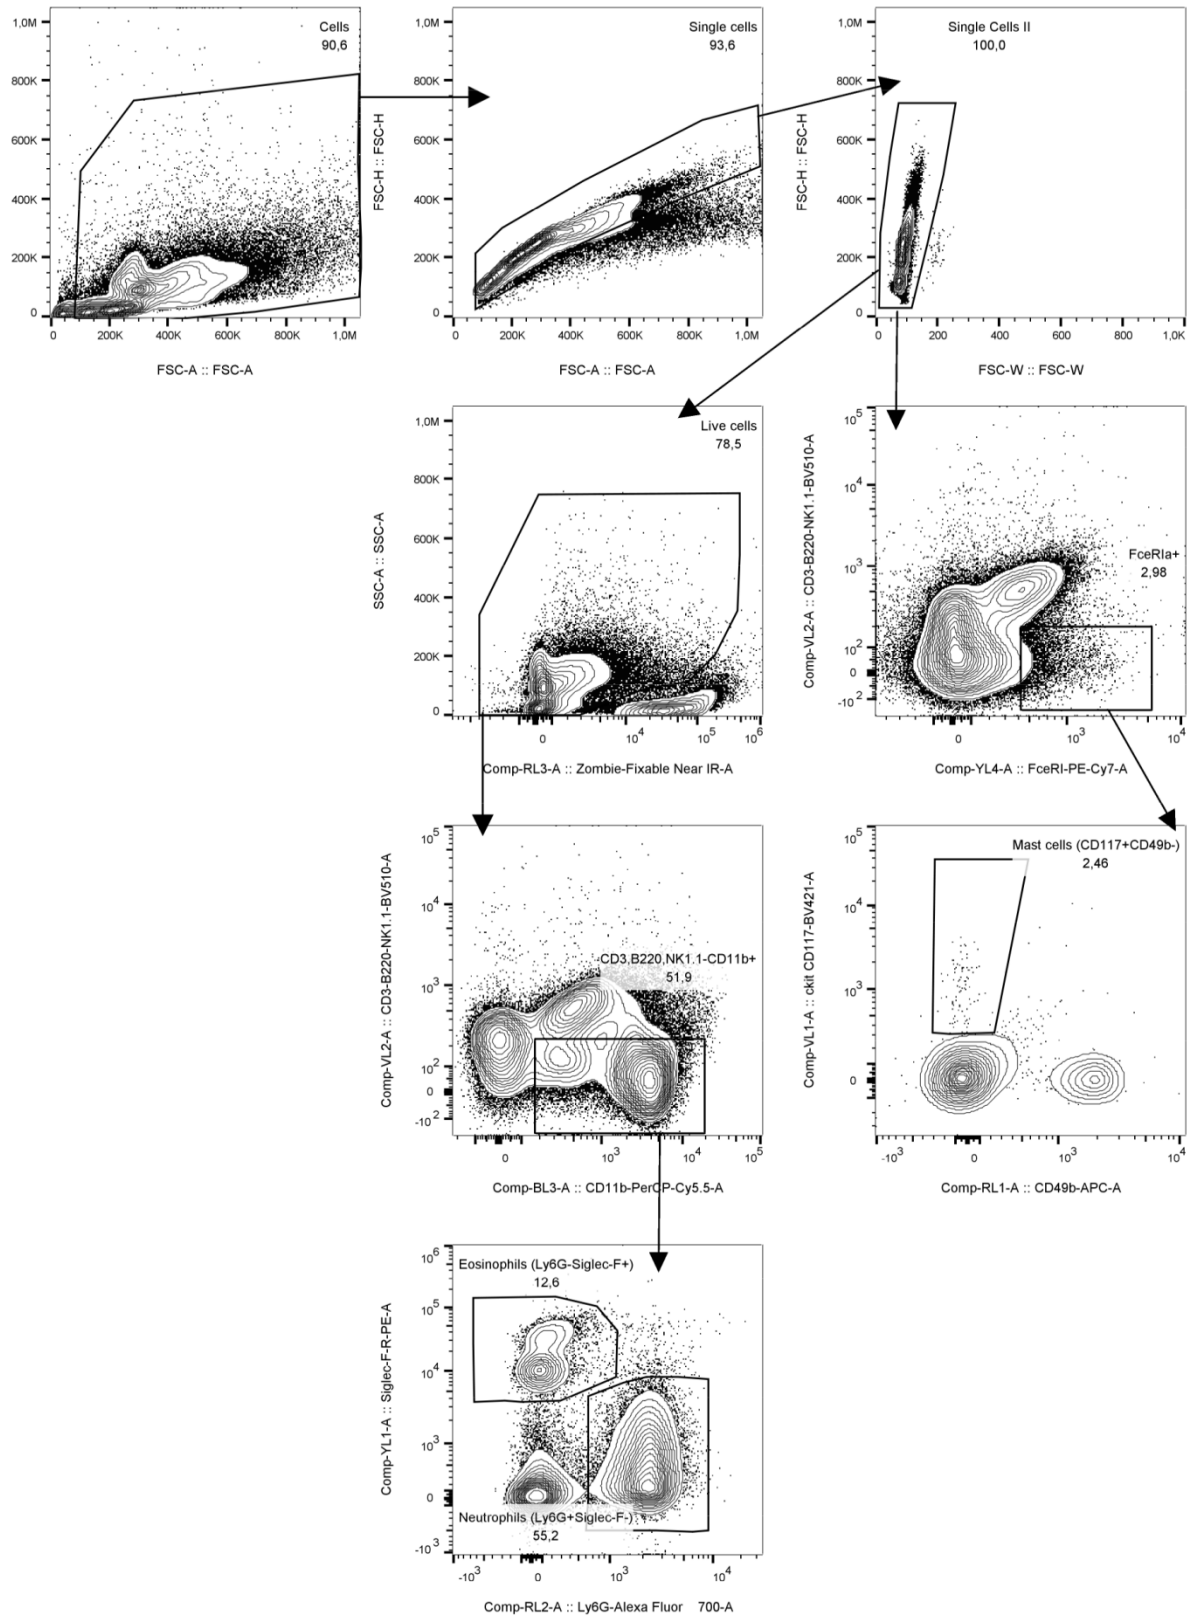 Cells
90,6
1,0M
800K
600K
400K
200K
0
0 200K 400K 600K 800K 1,0M
FSC-A :: FSC-A
Single cells
93,6
FSC-H :: FSC-H
1,0M
800K
600K
400K
200K
0
0 200K 400K 600K 800K 1,0M
FSC-A :: FSC-A
Single Cells II
100,0
FSC-H :: FSC-H
1,0M
800K
600K
400K
200K
0
0 200 400 600 800 1,0K
FSC-W :: FSC-W
Live cells
78,5
SSC-A :: SSC-A
1,0M
800K
600K
400K
200K
0
0 10^4 10^5 10^6
Comp-RL3-A :: Zombie-Fixable Near IR-A
FceRIa+
2,98
Comp-VL2-A :: CD3-B220-NK1.1-BV510-A
10^5
10^4
10^3
10^2
0
-10^2
0 10^3 10^4
Comp-YL4-A :: FceRI-PE-Cy7-A
CD3,B220,NK1.1-CD11b+
51,9
Comp-VL2-A :: CD3-B220-NK1.1-BV510-A
10^5
10^4
10^3
10^2
0
-10^2
0 10^3 10^4 10^5
Comp-BL3-A :: CD11b-PerCP-Cy5.5-A
Mast cells (CD117+CD49b-)
2,46
Comp-VL1-A :: ckit CD117-BV421-A
10^5
10^4
10^3
0
-10^3 0 10^3 10^4
Comp-RL1-A :: CD49b-APC-A
Eosinophils (Ly6G-Siglec-F+)
12,6
Comp-YL1-A :: Siglec-F-R-PE-A
10^6
10^5
10^4
10^3
0
-10^3
Neutrophils (Ly6G+Siglec-F-)
55,2
-10^3 0 10^3 10^4
Comp-RL2-A :: Ly6G-Alexa Fluor 700-A